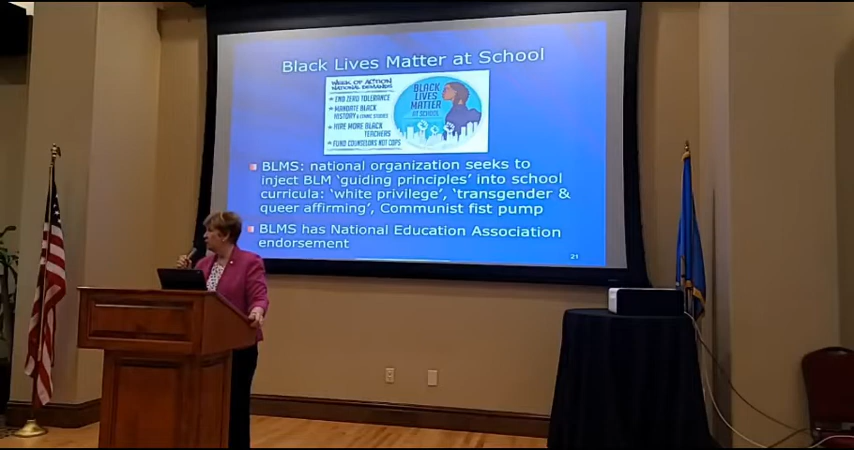 Black Lives Matter at School
WEEK OF ACTION
NATIONAL DEMANDS
END ZERO TOLERANCE
MANDATE BLACK
HISTORY & ETHNIC STUDIES
HIRE MORE BLACK
TEACHERS
FUND COUNSELORS NOT COPS
BLACK
LIVES
MATTER
AT SCHOOL
BLMS: national organization seeks to
inject BLM ‘guiding principles’ into school
curricula: ‘white privilege’, ‘transgender &
queer affirming’, Communist fist pump
BLMS has National Education Association
endorsement
21